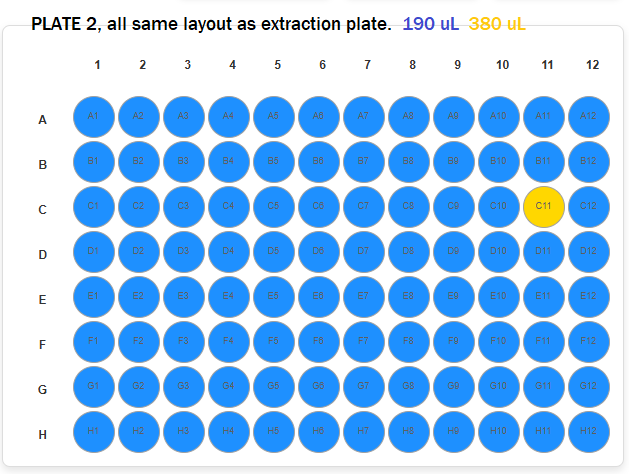 PLATE 2, all same layout as extraction plate. 190 uL 380 uL
1 2 3 4 5 6 7 8 9 10 11 12
A A1 A2 A3 A4 A5 A6 A7 A8 A9 A10 A11 A12
B B1 B2 B3 B4 B5 B6 B7 B8 B9 B10 B11 B12
C C1 C2 C3 C4 C5 C6 C7 C8 C9 C10 C11 C12
D D1 D2 D3 D4 D5 D6 D7 D8 D9 D10 D11 D12
E E1 E2 E3 E4 E5 E6 E7 E8 E9 E10 E11 E12
F F1 F2 F3 F4 F5 F6 F7 F8 F9 F10 F11 F12
G G1 G2 G3 G4 G5 G6 G7 G8 G9 G10 G11 G12
H H1 H2 H3 H4 H5 H6 H7 H8 H9 H10 H11 H12